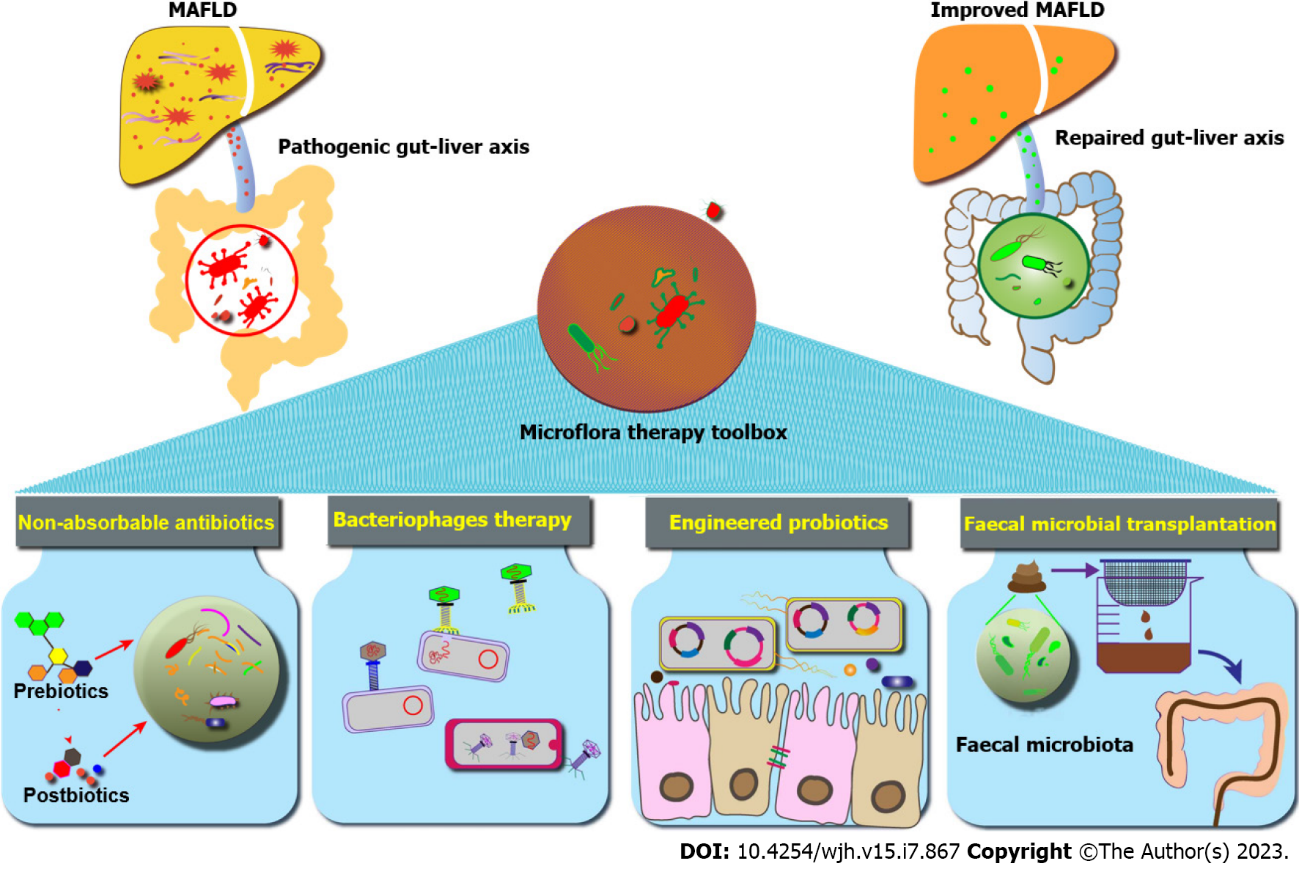 MAFLD
Improved MAFLD
Pathogenic gut-liver axis
Repaired gut-liver axis
Microflora therapy toolbox
Non-absorbable antibiotics
Bacteriophages therapy
Engineered probiotics
Faecal microbial transplantation
Prebiotics
Postbiotics
Faecal microbiota
DOI: 10.4254/wjh.v15.i7.867 Copyright ©The Author(s) 2023.